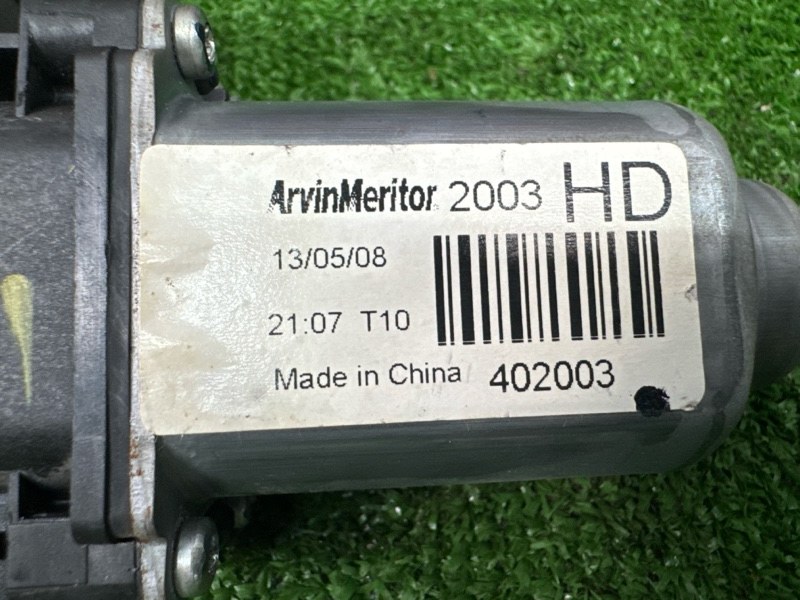 ArvinMeritor 2003 HD
13/05/08
21:07 T10
Made in China 402003